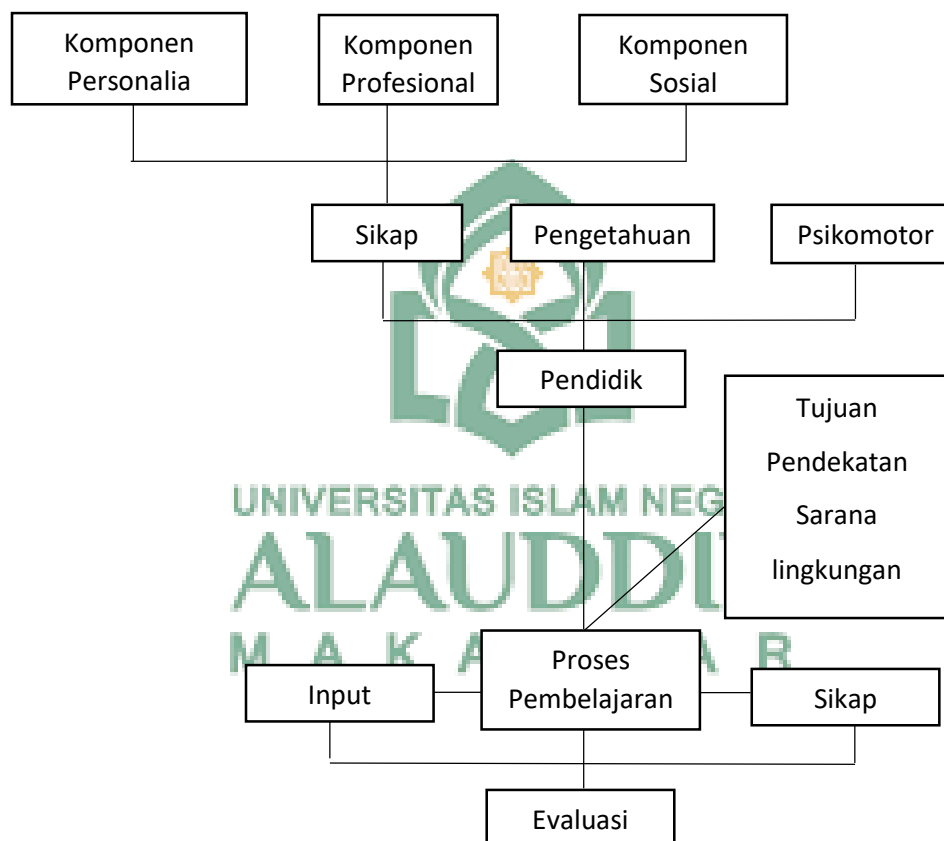 Komponen
Personalia
Komponen
Profesional
Komponen
Sosial
Sikap
Pengetahuan
Psikomotor
Pendidik
Tujuan
Pendekatan
Sarana
lingkungan
UNIVERSITAS ISLAM NEG
ALAUDDI
Proses
Pembelajaran
Input
Sikap
Evaluasi